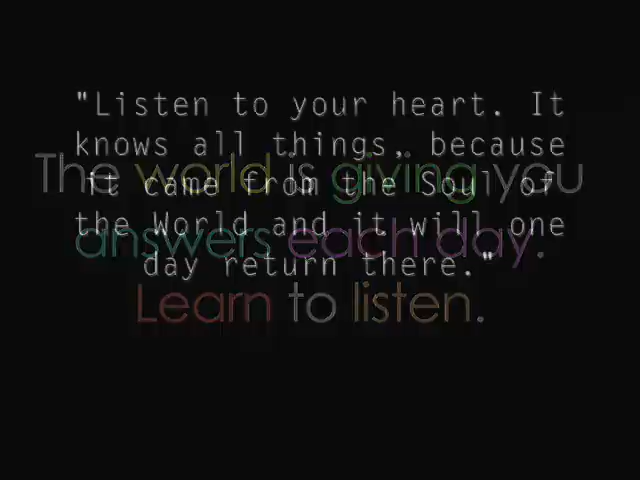 "Listen to your heart. It
knows all things, because
it came from the Soul of
the World and it will one
day return there."
The world is giving you
answers each day.
Learn to listen.